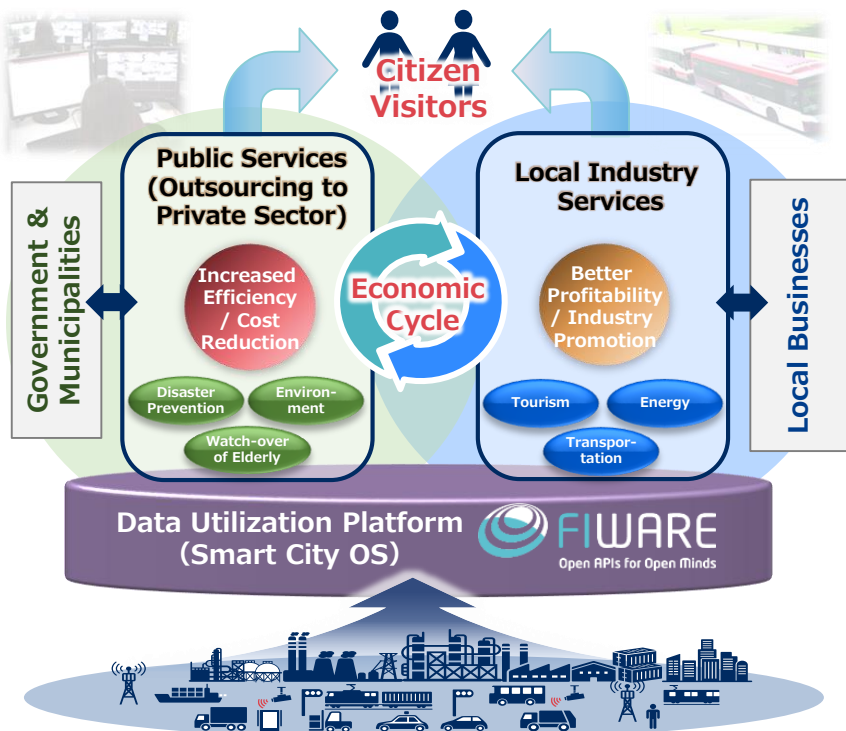 Citizen
Visitors
Public Services
(Outsourcing to
Private Sector)
Local Industry
Services
Government &
Municipalities
Increased
Efficiency
/ Cost
Reduction
Economic
Cycle
Better
Profitability
/ Industry
Promotion
Local Businesses
Disaster
Prevention
Environ-
ment
Watch-over
of Elderly
Tourism
Energy
Transpor-
tation
Data Utilization Platform
(Smart City OS)
FIWARE
Open APIs for Open Minds